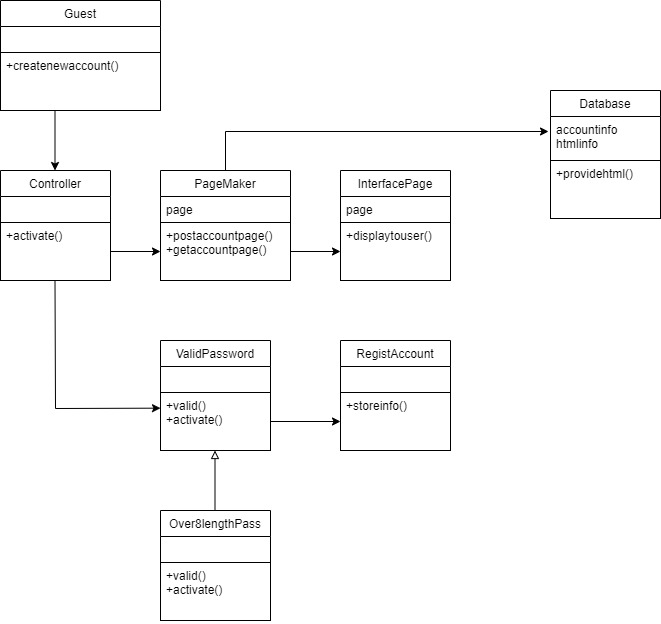 Guest
+createnewaccount()
Database
accountinfo
htmlinfo
+providehtml()
Controller
+activate()
PageMaker
page
+postaccountpage()
+getaccountpage()
InterfacePage
page
+displaytouser()
ValidPassword
+valid()
+activate()
RegistAccount
+storeinfo()
Over8lengthPass
+valid()
+activate()